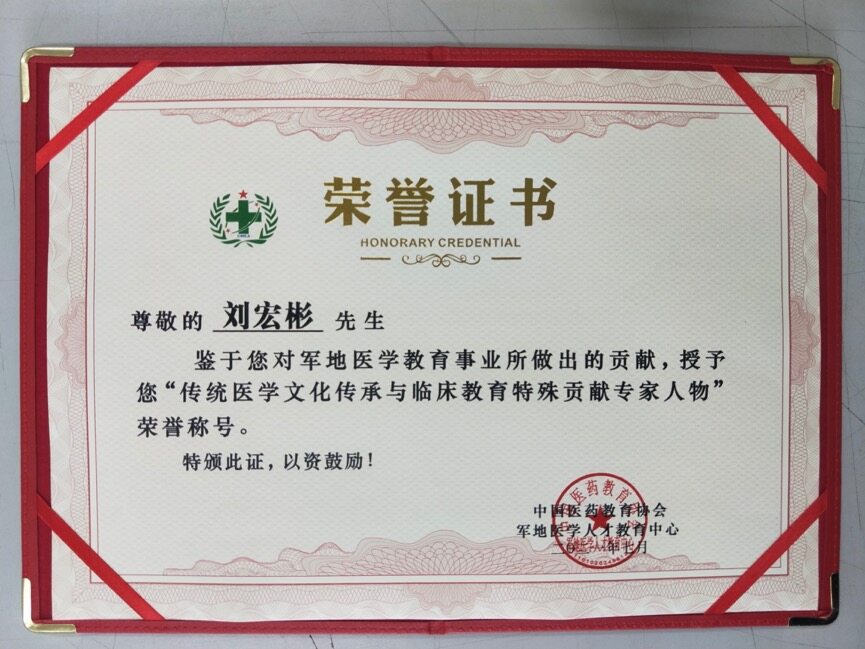 荣誉证书
HONORARY CREDENTIAL
尊敬的 刘宏彬 先生
鉴于您对军地医学教育事业所做出的贡献，授予
您“传统医学文化传承与临床教育特殊贡献专家人物”
荣誉称号。
特颁此证，以资鼓励！
中国医药教育协会
军地医学人才教育中心
年七月